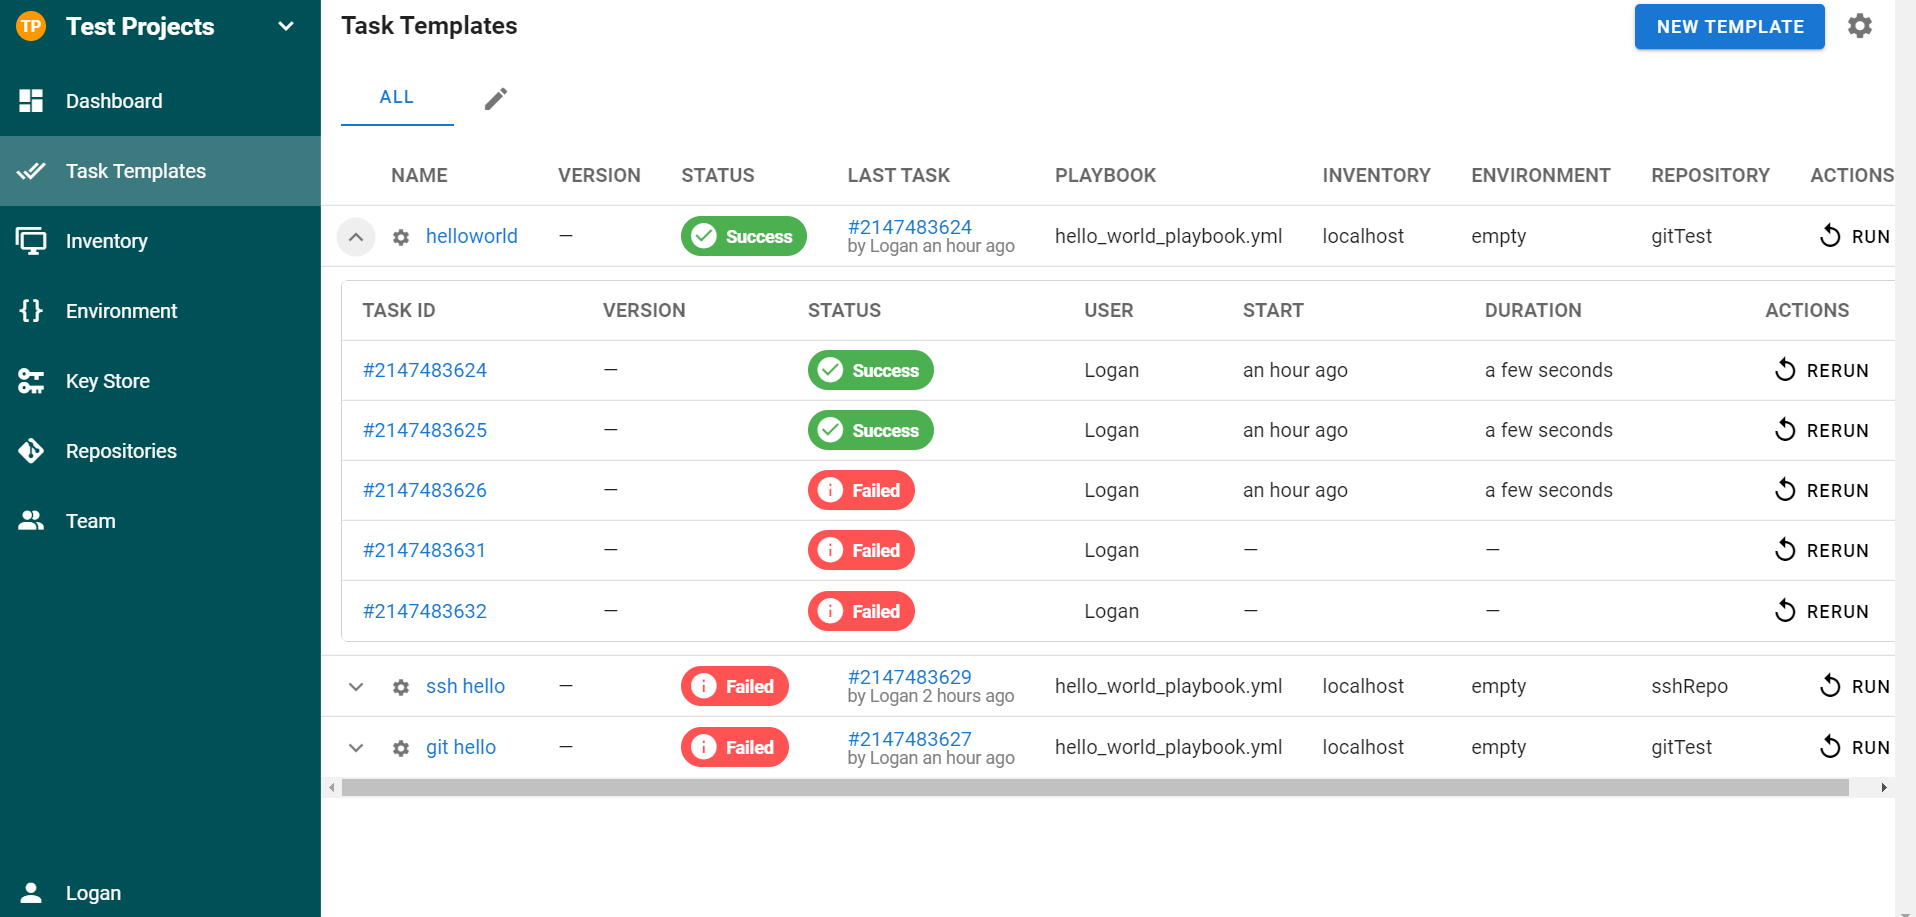 TP Test Projects
Task Templates
NEW TEMPLATE
Dashboard
Task Templates
Inventory
Environment
Key Store
Repositories
Team
Logan
ALL
NAME VERSION STATUS LAST TASK PLAYBOOK INVENTORY ENVIRONMENT REPOSITORY ACTIONS
helloworld — Success #2147483624 hello_world_playbook.yml localhost empty gitTest RUN
by Logan an hour ago
TASK ID VERSION STATUS USER START DURATION ACTIONS
#2147483624 — Success Logan an hour ago a few seconds RERUN
#2147483625 — Success Logan an hour ago a few seconds RERUN
#2147483626 — Failed Logan an hour ago a few seconds RERUN
#2147483631 — Failed Logan — — RERUN
#2147483632 — Failed Logan — — RERUN
ssh hello — Failed #2147483629 hello_world_playbook.yml localhost empty sshRepo RUN
by Logan 2 hours ago
git hello — Failed #2147483627 hello_world_playbook.yml localhost empty gitTest RUN
by Logan an hour ago